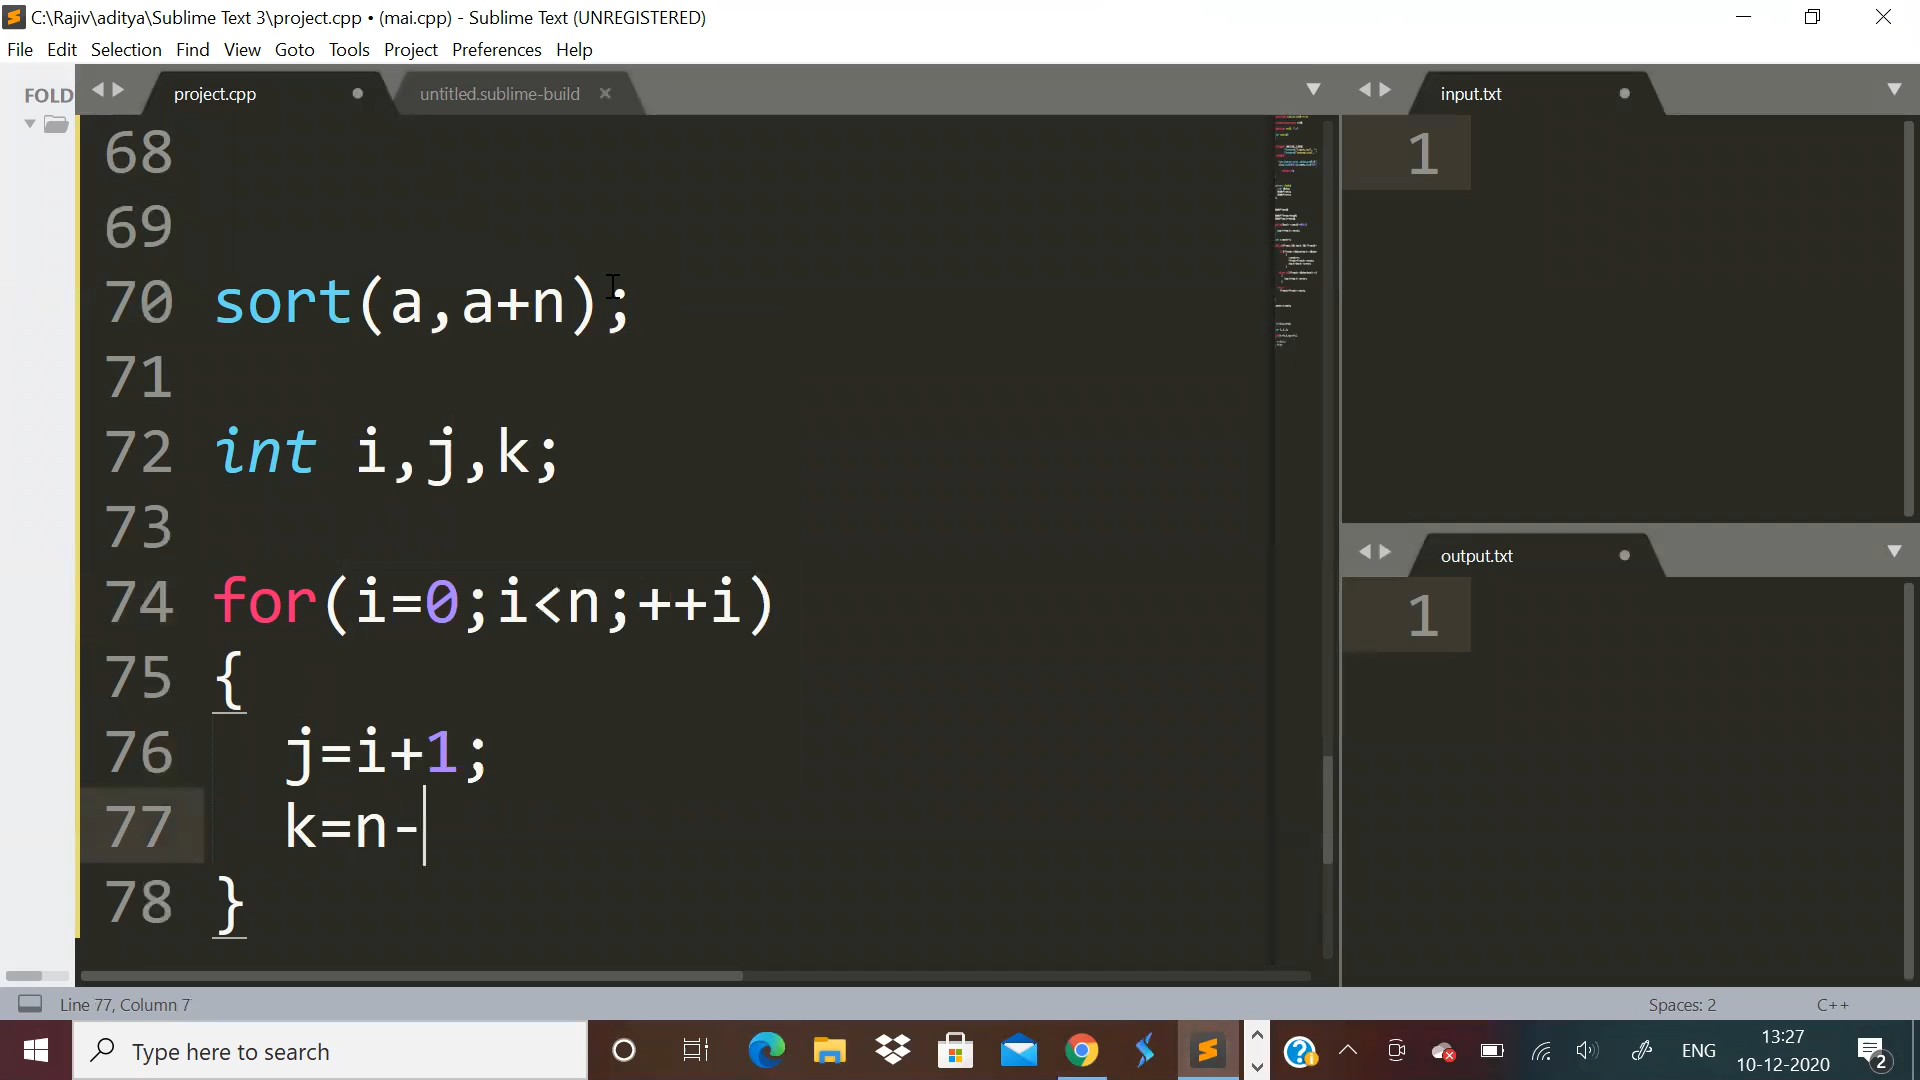 C:\Rajiv\aditya\Sublime Text 3\project.cpp • (mai.cpp) - Sublime Text (UNREGISTERED)
File Edit Selection Find View Goto Tools Project Preferences Help
FOLD
project.cpp
untitled.sublime-build
68
69
70 sort(a,a+n);
71
72 int i,j,k;
73
74 for(i=0;i<n;++i)
75 {
76 j=i+1;
77 k=n-
78 }
input.txt
1
output.txt
1
Line 77, Column 7
Spaces: 2
C++
Type here to search
ENG
13:27
10-12-2020
2